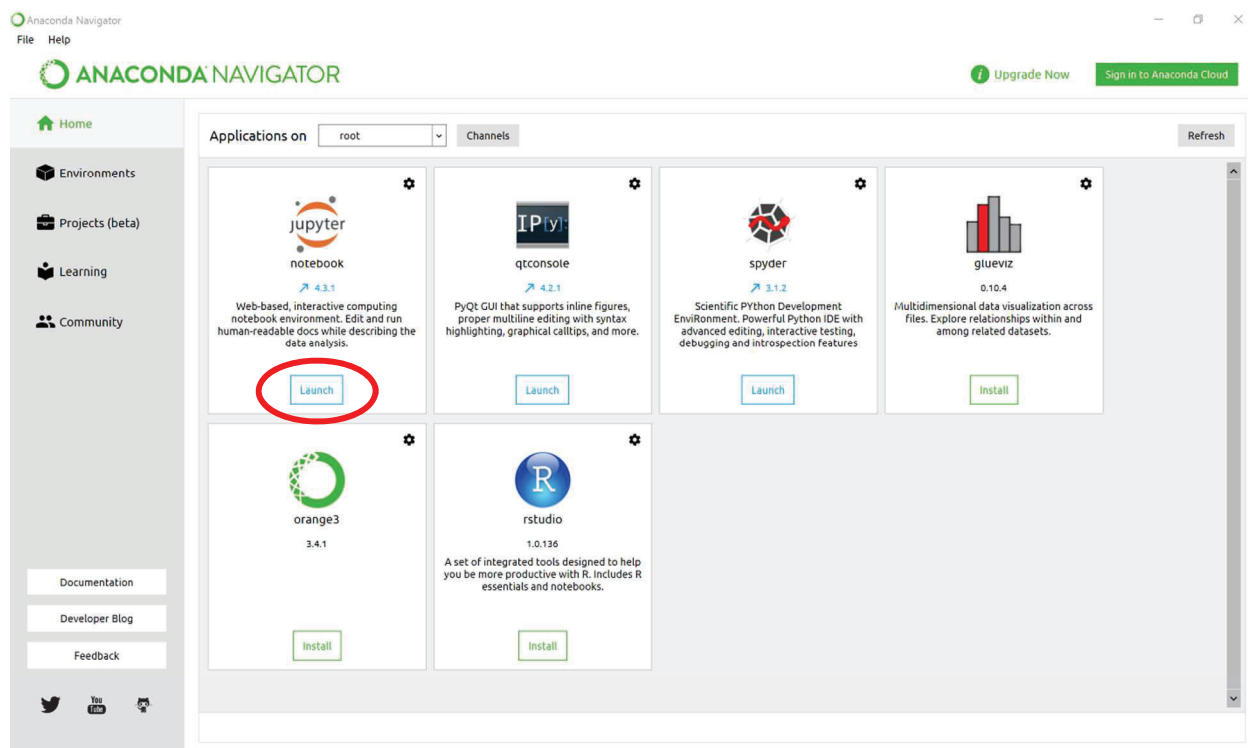 Anaconda Navigator
File Help
ANACONDA NAVIGATOR
i Upgrade Now
Sign in to Anaconda Cloud
Home
Environments
Projects (beta)
Learning
Community
Documentation
Developer Blog
Feedback
You
Tube
Applications on root Channels
Refresh
jupyter
notebook
4.3.1
Web-based, interactive computing
notebook environment. Edit and run
human-readable docs while describing the
data analysis.
Launch
IP[y]:
qtconsole
4.2.1
PyQt GUI that supports inline figures,
proper multiline editing with syntax
highlighting, graphical calltips, and more.
Launch
spyder
3.1.2
Scientific PYthon Development
EnviRonment. Powerful Python IDE with
advanced editing, interactive testing,
debugging and introspection features
Launch
glueviz
0.10.4
Multidimensional data visualization across
files. Explore relationships within and
among related datasets.
Install
orange3
3.4.1
Install
R
rstudio
1.0.136
A set of integrated tools designed to help
you be more productive with R. Includes R
essentials and notebooks.
Install